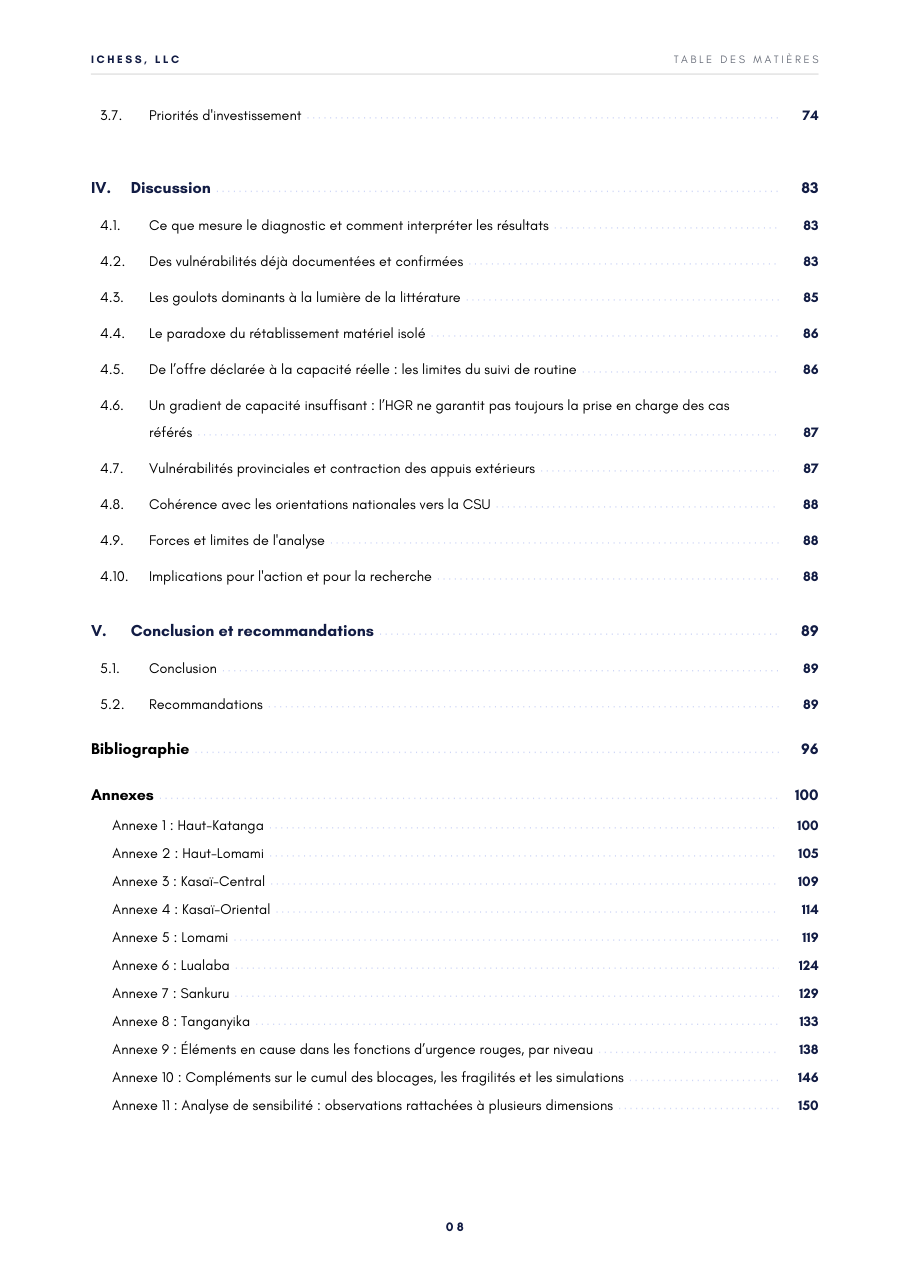 ICHESS, LLC TABLE DES MATIÈRES
3.7. Priorités d'investissement 74
IV. Discussion 83
4.1. Ce que mesure le diagnostic et comment interpréter les résultats 83
4.2. Des vulnérabilités déjà documentées et confirmées 83
4.3. Les goulots dominants à la lumière de la littérature 85
4.4. Le paradoxe du rétablissement matériel isolé 86
4.5. De l’offre déclarée à la capacité réelle : les limites du suivi de routine 86
4.6. Un gradient de capacité insuffisant : l’HGR ne garantit pas toujours la prise en charge des cas
référés 87
4.7. Vulnérabilités provinciales et contraction des appuis extérieurs 87
4.8. Cohérence avec les orientations nationales vers la CSU 88
4.9. Forces et limites de l'analyse 88
4.10. Implications pour l'action et pour la recherche 88
V. Conclusion et recommandations 89
5.1. Conclusion 89
5.2. Recommandations 89
Bibliographie 96
Annexes 100
Annexe 1 : Haut-Katanga 100
Annexe 2 : Haut-Lomami 105
Annexe 3 : Kasaï-Central 109
Annexe 4 : Kasaï-Oriental 114
Annexe 5 : Lomami 119
Annexe 6 : Lualaba 124
Annexe 7 : Sankuru 129
Annexe 8 : Tanganyika 133
Annexe 9 : Éléments en cause dans les fonctions d’urgence rouges, par niveau 138
Annexe 10 : Compléments sur le cumul des blocages, les fragilités et les simulations 146
Annexe 11 : Analyse de sensibilité : observations rattachées à plusieurs dimensions 150
08